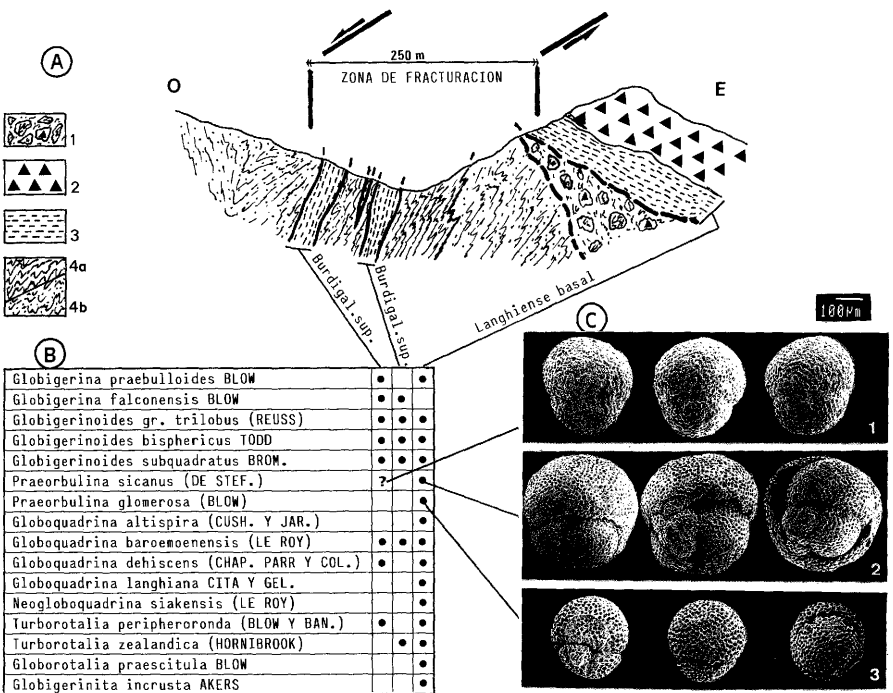 A
250 m
ZONA DE FRACTURACION
O
E
1
2
3
4a
4b
Burdigal.sup.
Burdigal.sup.
Langhiense basal
B
Globigerina praebulloides BLOW
Globigerina falconensis BLOW
Globigerinoides gr. trilobus (REUSS)
Globigerinoides bisphericus TODD
Globigerinoides subquadratus BROM.
Praeorbulina sicanus (DE STEF.) ?
Praeorbulina glomerosa (BLOW)
Globoquadrina altispira (CUSH. Y JAR.)
Globoquadrina baroemoenensis (LE ROY)
Globoquadrina dehiscens (CHAP. PARR Y COL.)
Globoquadrina langhiana CITA Y GEL.
Neogloboquadrina siakensis (LE ROY)
Turborotalia peripheroronda (BLOW Y BAN.)
Turborotalia zealandica (HORNIBROOK)
Globorotalia praescitula BLOW
Globigerinita incrusta AKERS
C
100µm
1
2
3